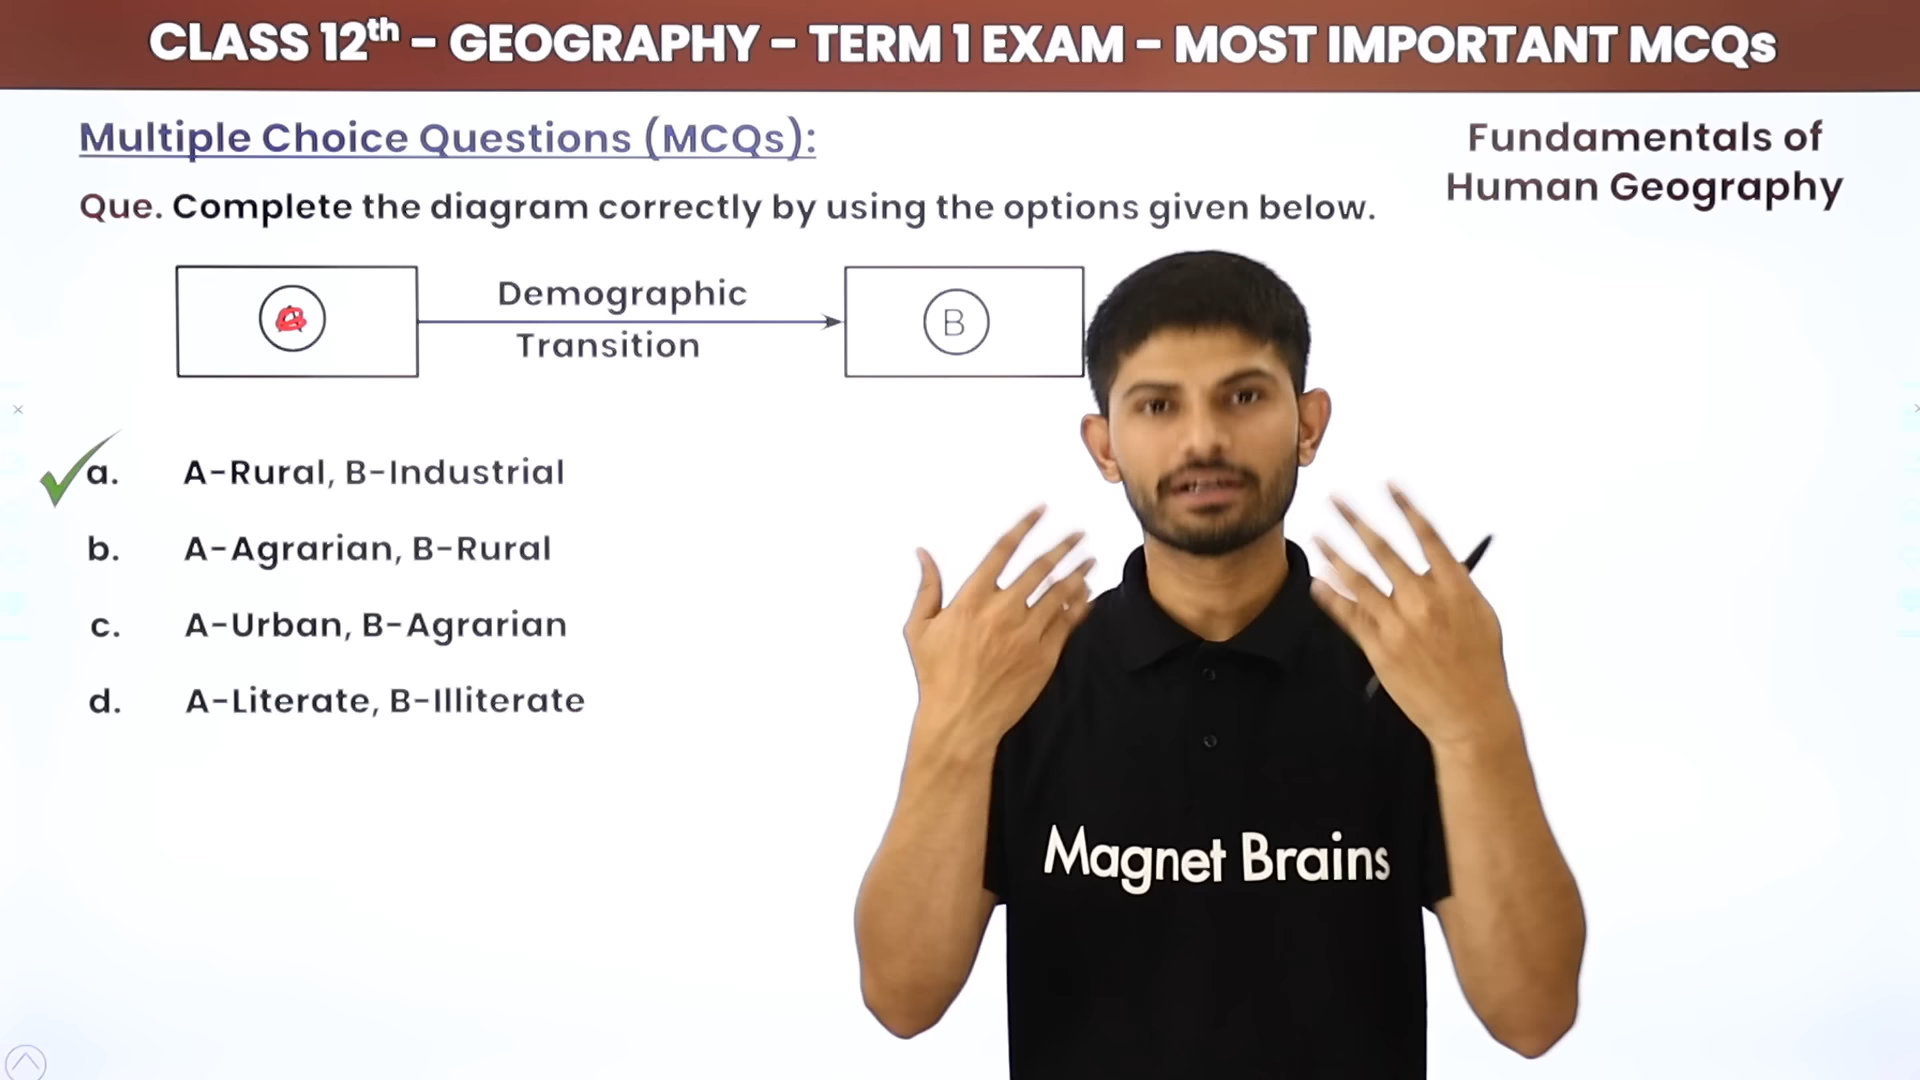 CLASS 12th - GEOGRAPHY - TERM 1 EXAM - MOST IMPORTANT MCQs
Multiple Choice Questions (MCQs):
Fundamentals of
Human Geography
Que. Complete the diagram correctly by using the options given below.
Demographic
Transition
B
a. A-Rural, B-Industrial
b. A-Agrarian, B-Rural
c. A-Urban, B-Agrarian
d. A-Literate, B-Illiterate
Magnet Brains